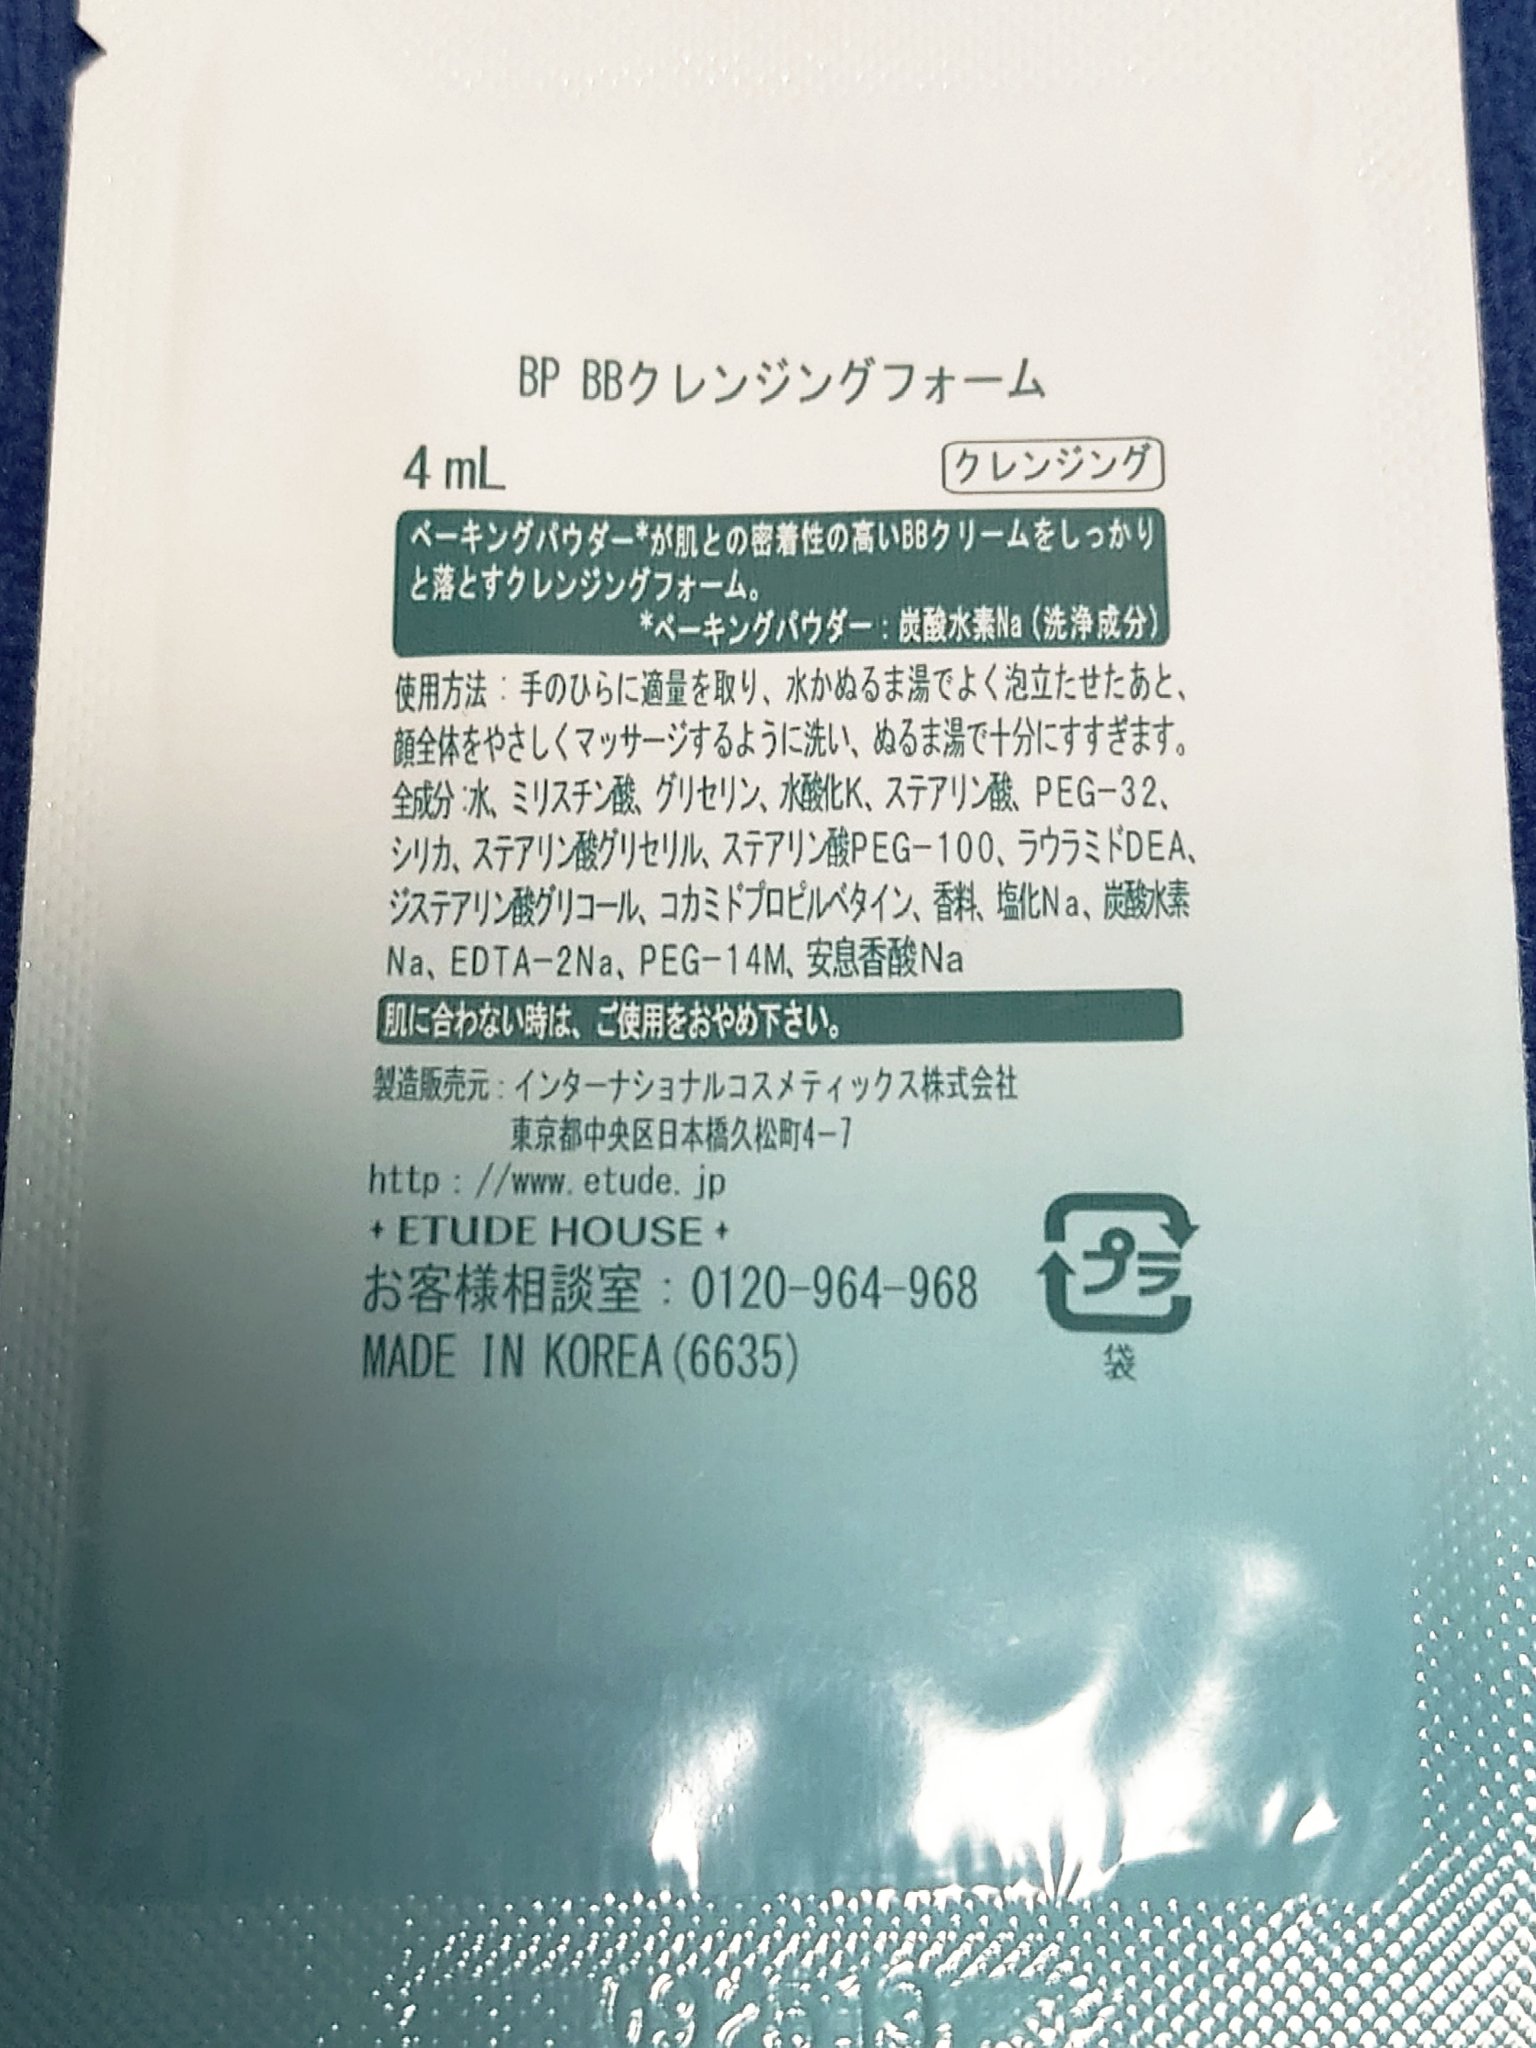 BP BBクレンジングフォーム
4 mL
クレンジング
ベーキングパウダー*が肌との密着性の高いBBクリームをしっかり
と落とすクレンジングフォーム。
*ベーキングパウダー：炭酸水素Na（洗浄成分）
使用方法：手のひらに適量を取り、水かぬるま湯でよく泡立たせたあと、
顔全体をやさしくマッサージするように洗い、ぬるま湯で十分にすすぎます。
全成分：水、ミリスチン酸、グリセリン、水酸化K、ステアリン酸、PEG-32、
シリカ、ステアリン酸グリセリル、ステアリン酸PEG-100、ラウラミドDEA、
ジステアリン酸グリコール、コカミドプロピルベタイン、香料、塩化Na、炭酸水素
Na、EDTA-2Na、PEG-14M、安息香酸Na
肌に合わない時は、ご使用をおやめ下さい。
製造販売元：インターナショナルコスメティックス株式会社
東京都中央区日本橋久松町4-7
http://www.etude.jp
ETUDE HOUSE
お客様相談室：0120-964-968
プラ
MADE IN KOREA(6635)
袋